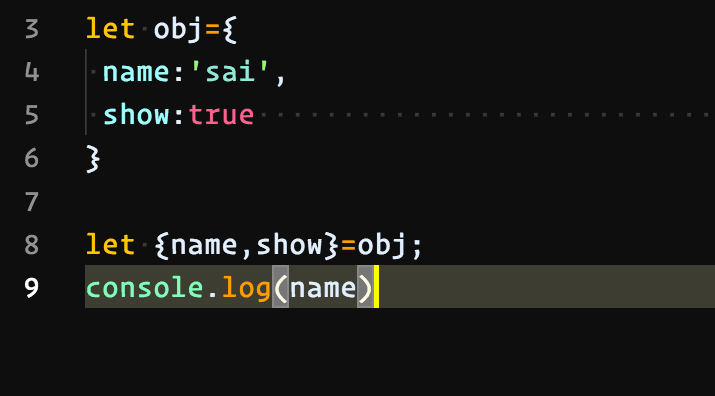 3 let obj={
4 name:'sai',
5 show:true
6 }
7
8 let {name,show}=obj;
9 console.log(name)